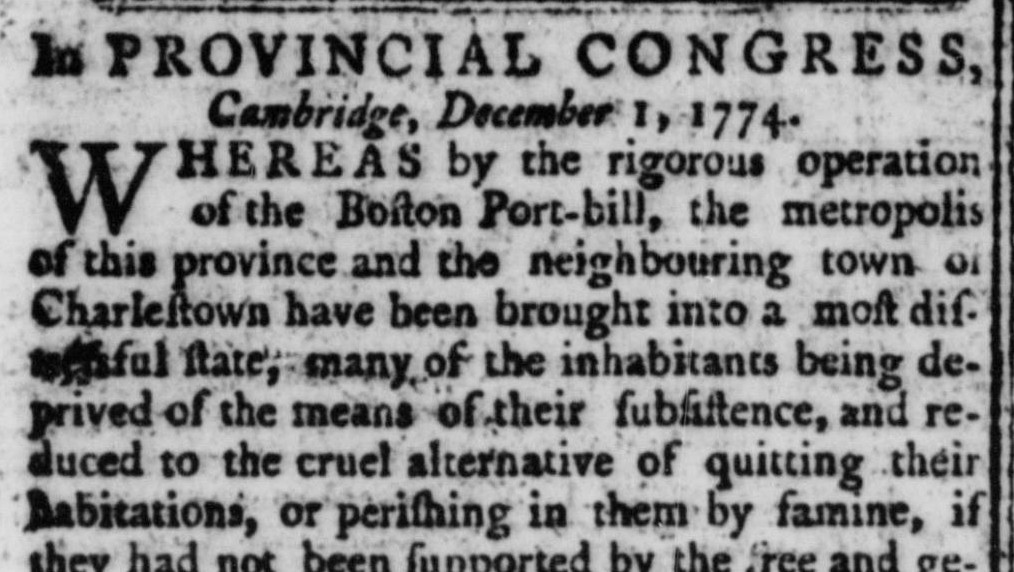 In PROVINCIAL CONGRESS,
Cambridge, December 1, 1774.
WHEREAS by the rigorous operation
of the Boſton Port-bill, the metropolis
of this province and the neighbouring town of
Charleſtown have been brought into a moſt diſ-
ſtate, many of the inhabitants being de-
prived of the means of their ſubſiſtence, and re-
duced to the cruel alternative of quitting their
habitations, or periſhing in them by famine, if
they had not been ſupported by the free and ge-